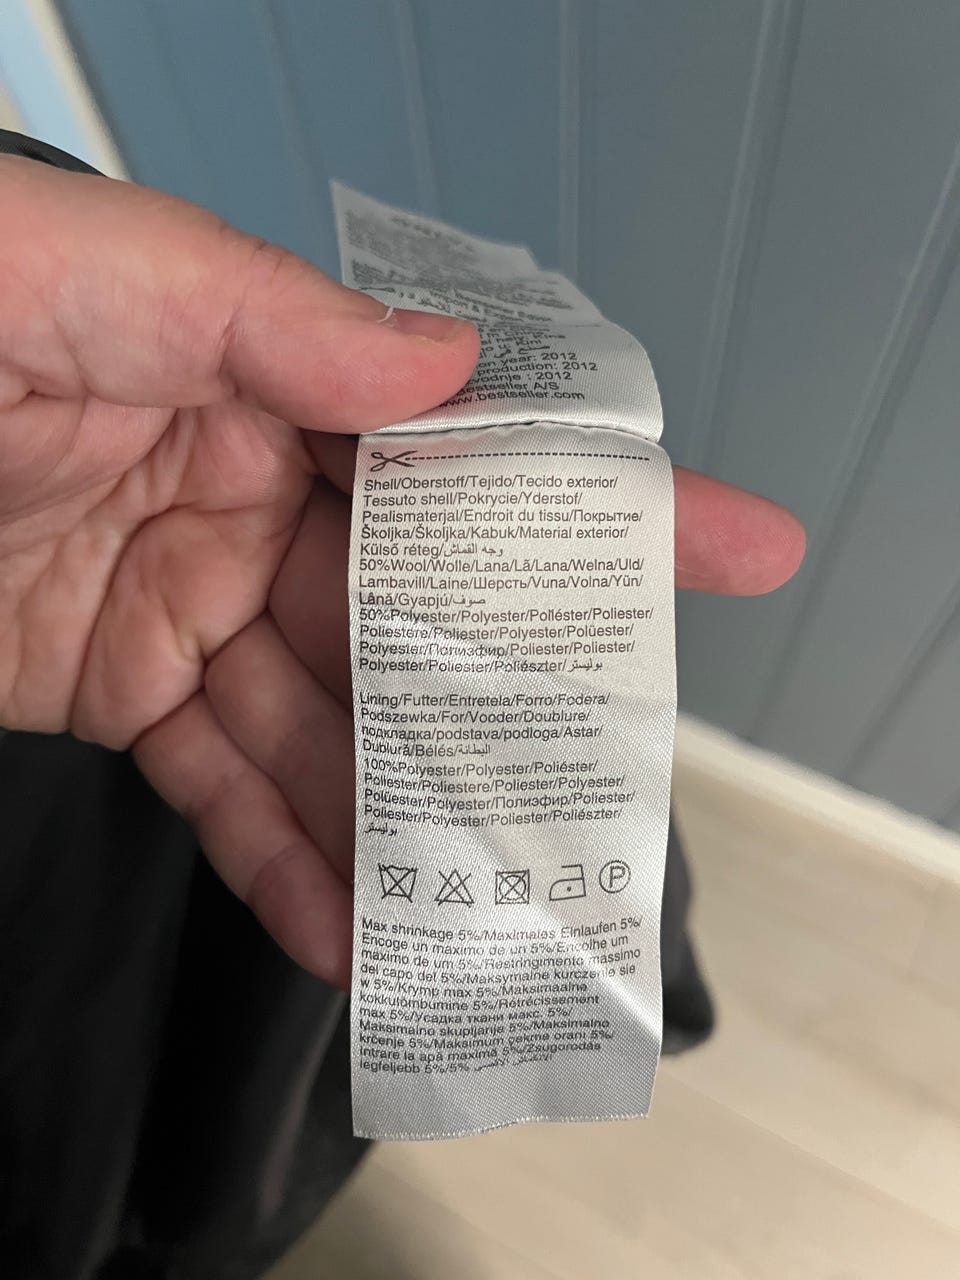 on year: 2012
production: 2012
zvodnje : 2012
Bestseller A/S
www.bestseller.com
Shell/Oberstoff/Tejido/Tecido exterior/
Tessuto shell/Pokrycie/Yderstof/
Pealismaterjal/Endroit du tissu/Покрытие/
Školjka/Školjka/Kabuk/Material exterior/
Külső réteg/وجه القماش
50%Wool/Wolle/Lana/Lã/Lana/Wełna/Uld/
Lambavill/Laine/Шерсть/Vuna/Volna/Yün/
Lână/Gyapjú/صوف
50%Polyester/Polyester/Poliléster/Poliester/
Poliestere/Poliester/Polyester/Polüester/
Polyester/Полиэфир/Poliester/Poliester/
Polyester/Poliester/Poliészter/بوليستر
Lining/Futter/Entretela/Forro/Fodera/
Podszewka/For/Vooder/Doublure/
подкладка/podstava/podloga/Astar/
Dublură/Bélés/البطانة
100%Polyester/Polyester/Poliéster/
Poliester/Poliestere/Poliester/Polyester/
Polüester/Polyester/Полиэфир/Poliester/
Poliester/Polyester/Poliester/Poliészter/
بوليستر
P
Max shrinkage 5%/Maximales Einlaufen 5%/
Encoge un maximo de un 5%/Encolhe um
maximo de um 5%/Restringimento massimo
del capo del 5%/Maksymalne kurczenie sie
w 5%/Krymp max 5%/Maksimaalne
kokkutõmbumine 5%/Rétrécissement
max 5%/Усадка ткани макс. 5%/
Maksimalno skupljanje 5%/Maksimalno
krčenje 5%/Maksimum çekme oranı 5%/
Intrare la apă maximă 5%/Zsugorodás
legfeljebb 5%/5%